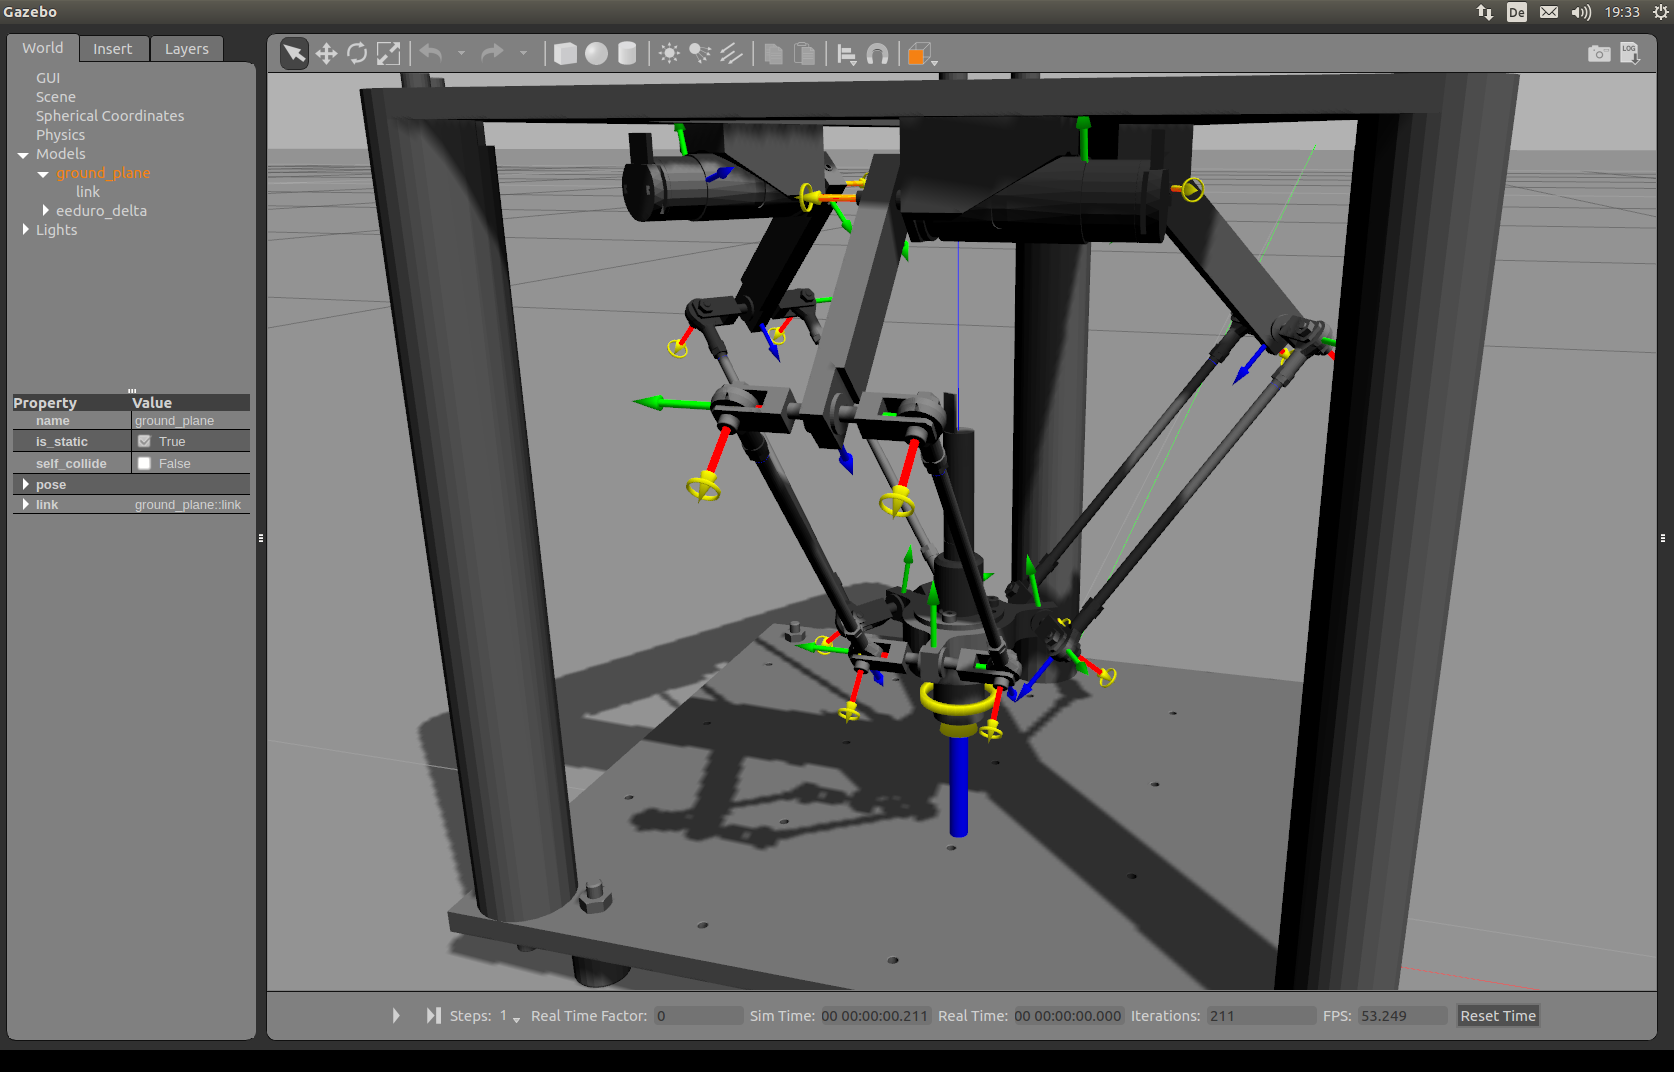 Gazebo
De
19:33
World Insert Layers
LOG
GUI
Scene
Spherical Coordinates
Physics
Models
ground_plane
link
eeduro_delta
Lights
Property Value
name ground_plane
is_static True
self_collide False
pose
link ground_plane::link
Steps: 1 Real Time Factor: 0 Sim Time: 00 00:00:00.211 Real Time: 00 00:00:00.000 Iterations: 211 FPS: 53.249 Reset Time